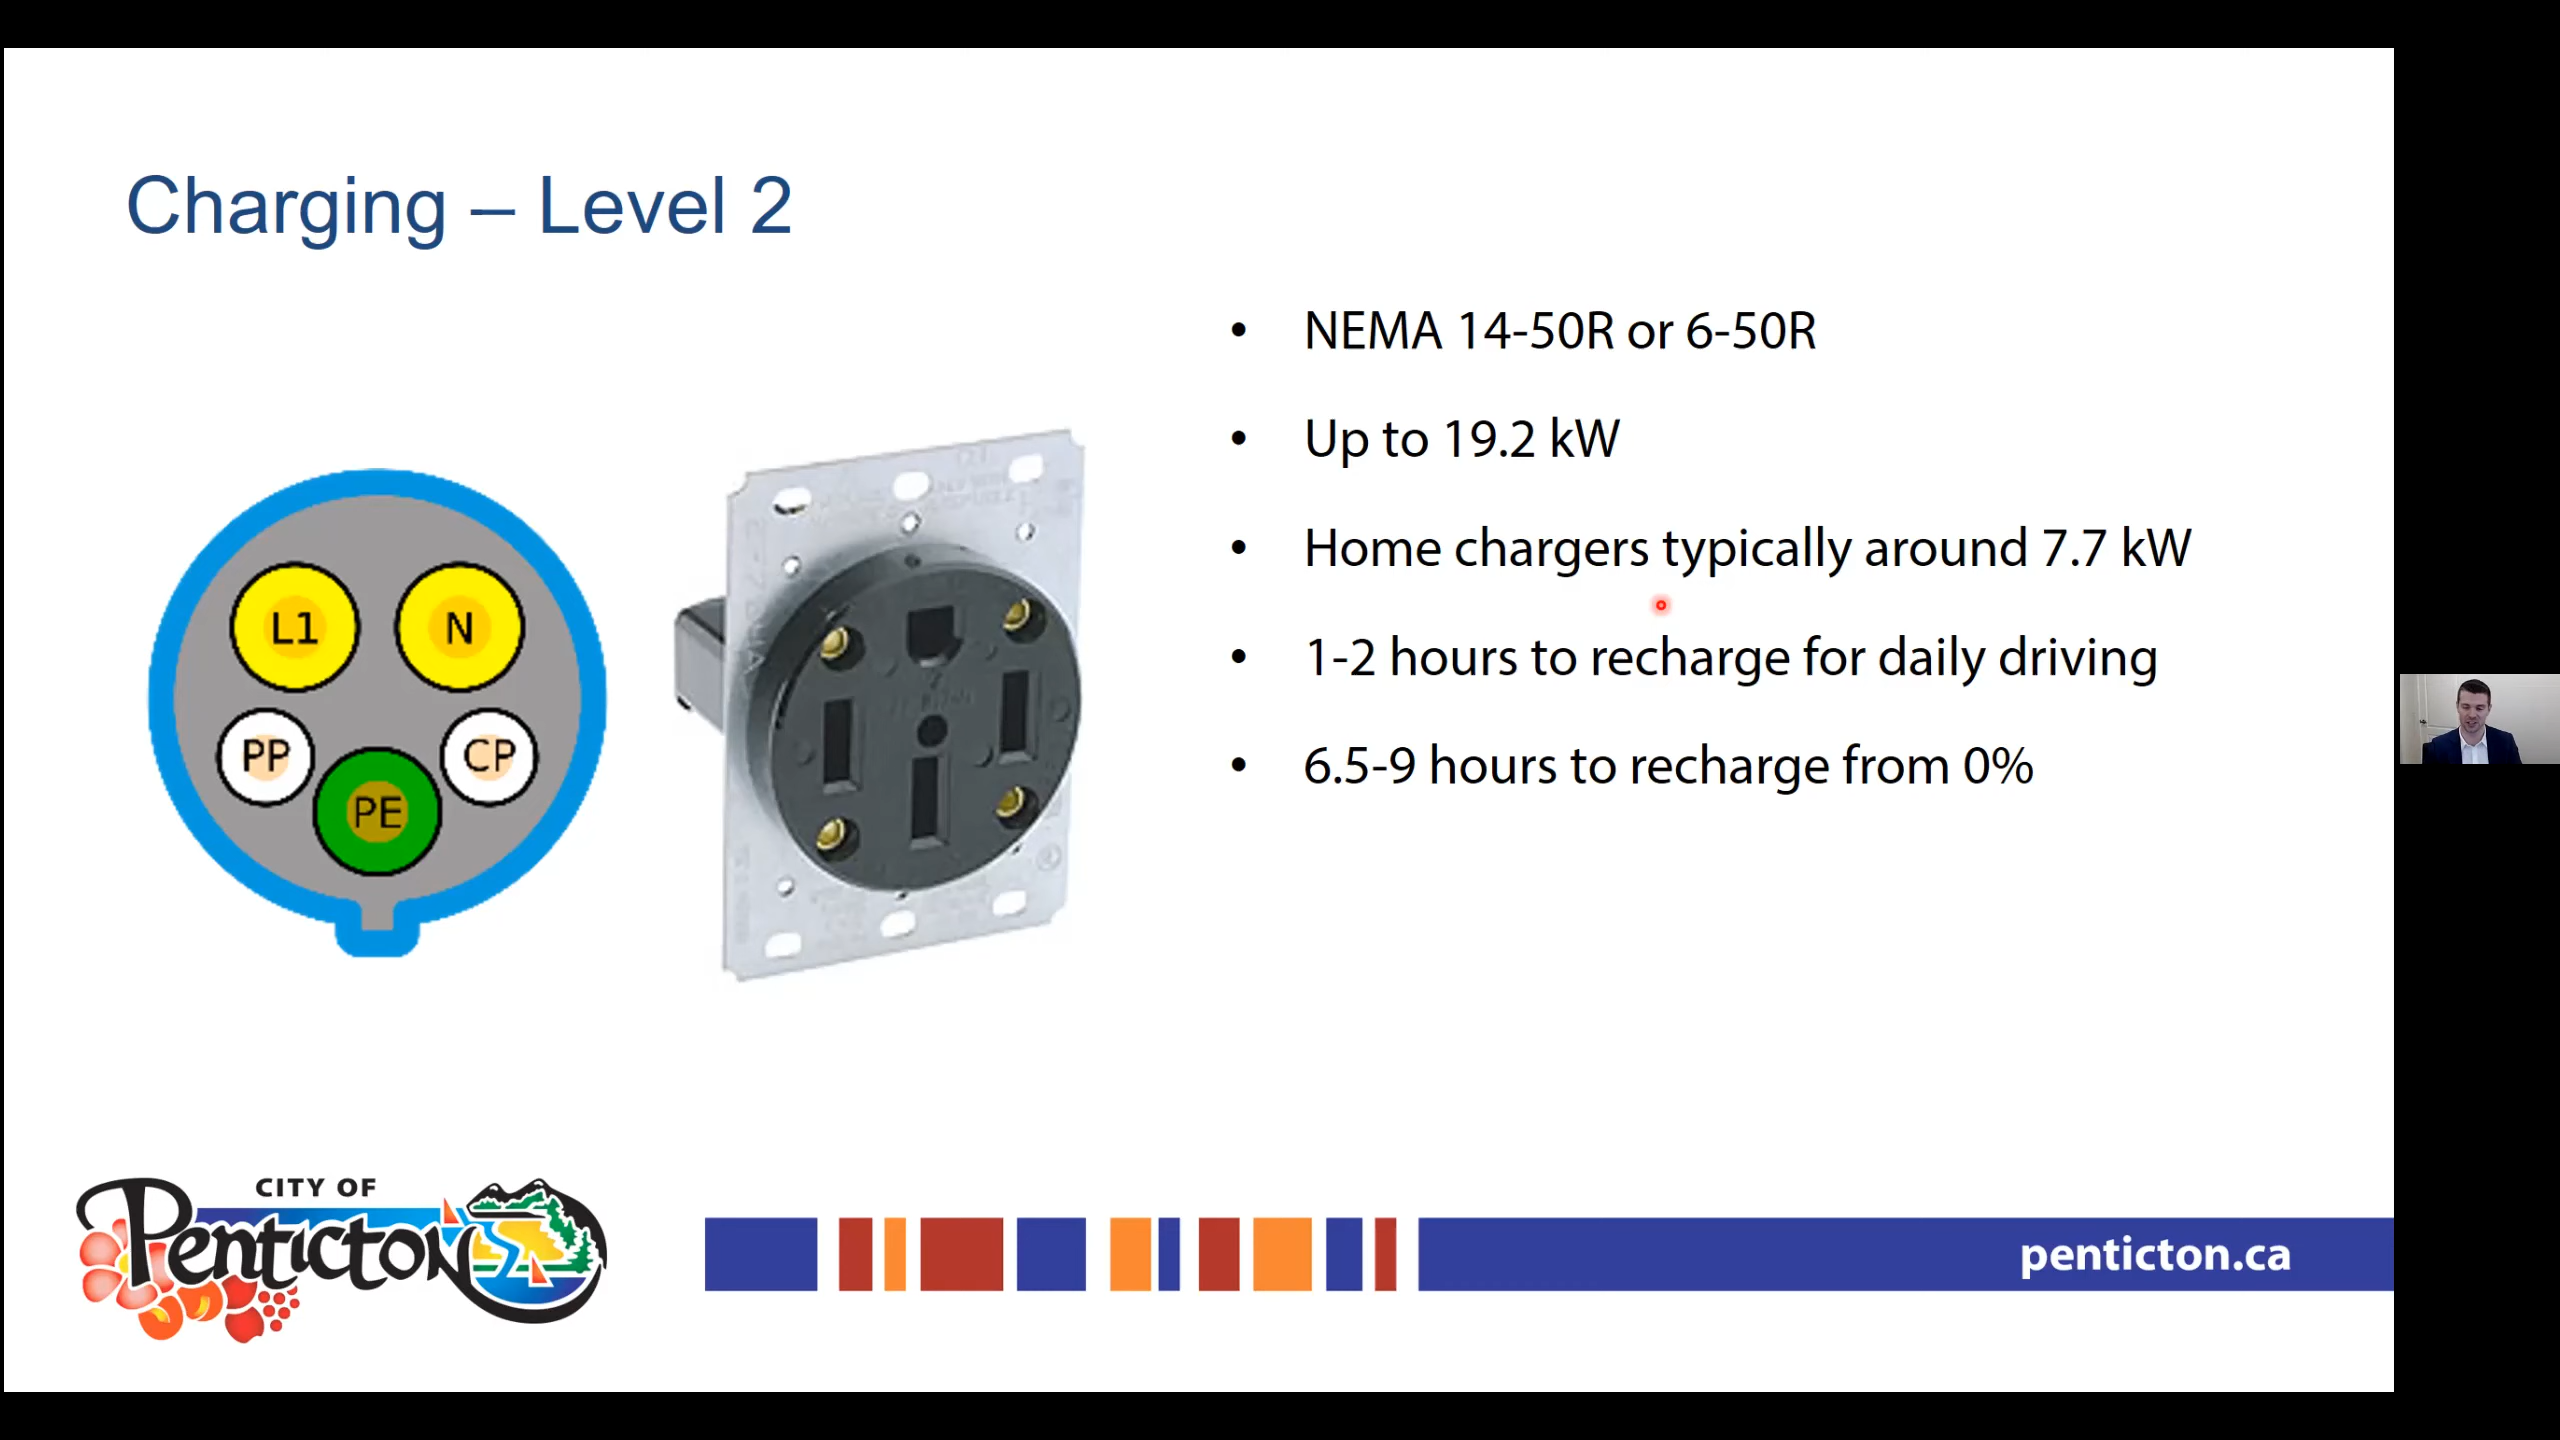 Charging – Level 2
• NEMA 14-50R or 6-50R
• Up to 19.2 kW
• Home chargers typically around 7.7 kW
• 1-2 hours to recharge for daily driving
• 6.5-9 hours to recharge from 0%
L1 N
PP CP
PE
CITY OF
Penticton
penticton.ca